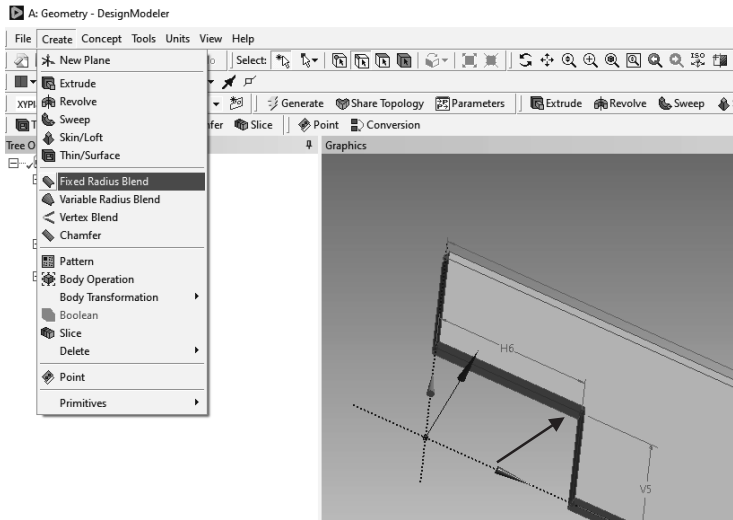 A: Geometry - DesignModeler
File Create Concept Tools Units View Help
New Plane
Select:
ISO
Extrude
Revolve
Sweep
Skin/Loft
Thin/Surface
XYPl
Generate Share Topology Parameters Extrude Revolve Sweep
fer Slice Point Conversion
Tree O
Graphics
Fixed Radius Blend
Variable Radius Blend
Vertex Blend
Chamfer
Pattern
Body Operation
Body Transformation
Boolean
Slice
Delete
Point
Primitives
H6
V5